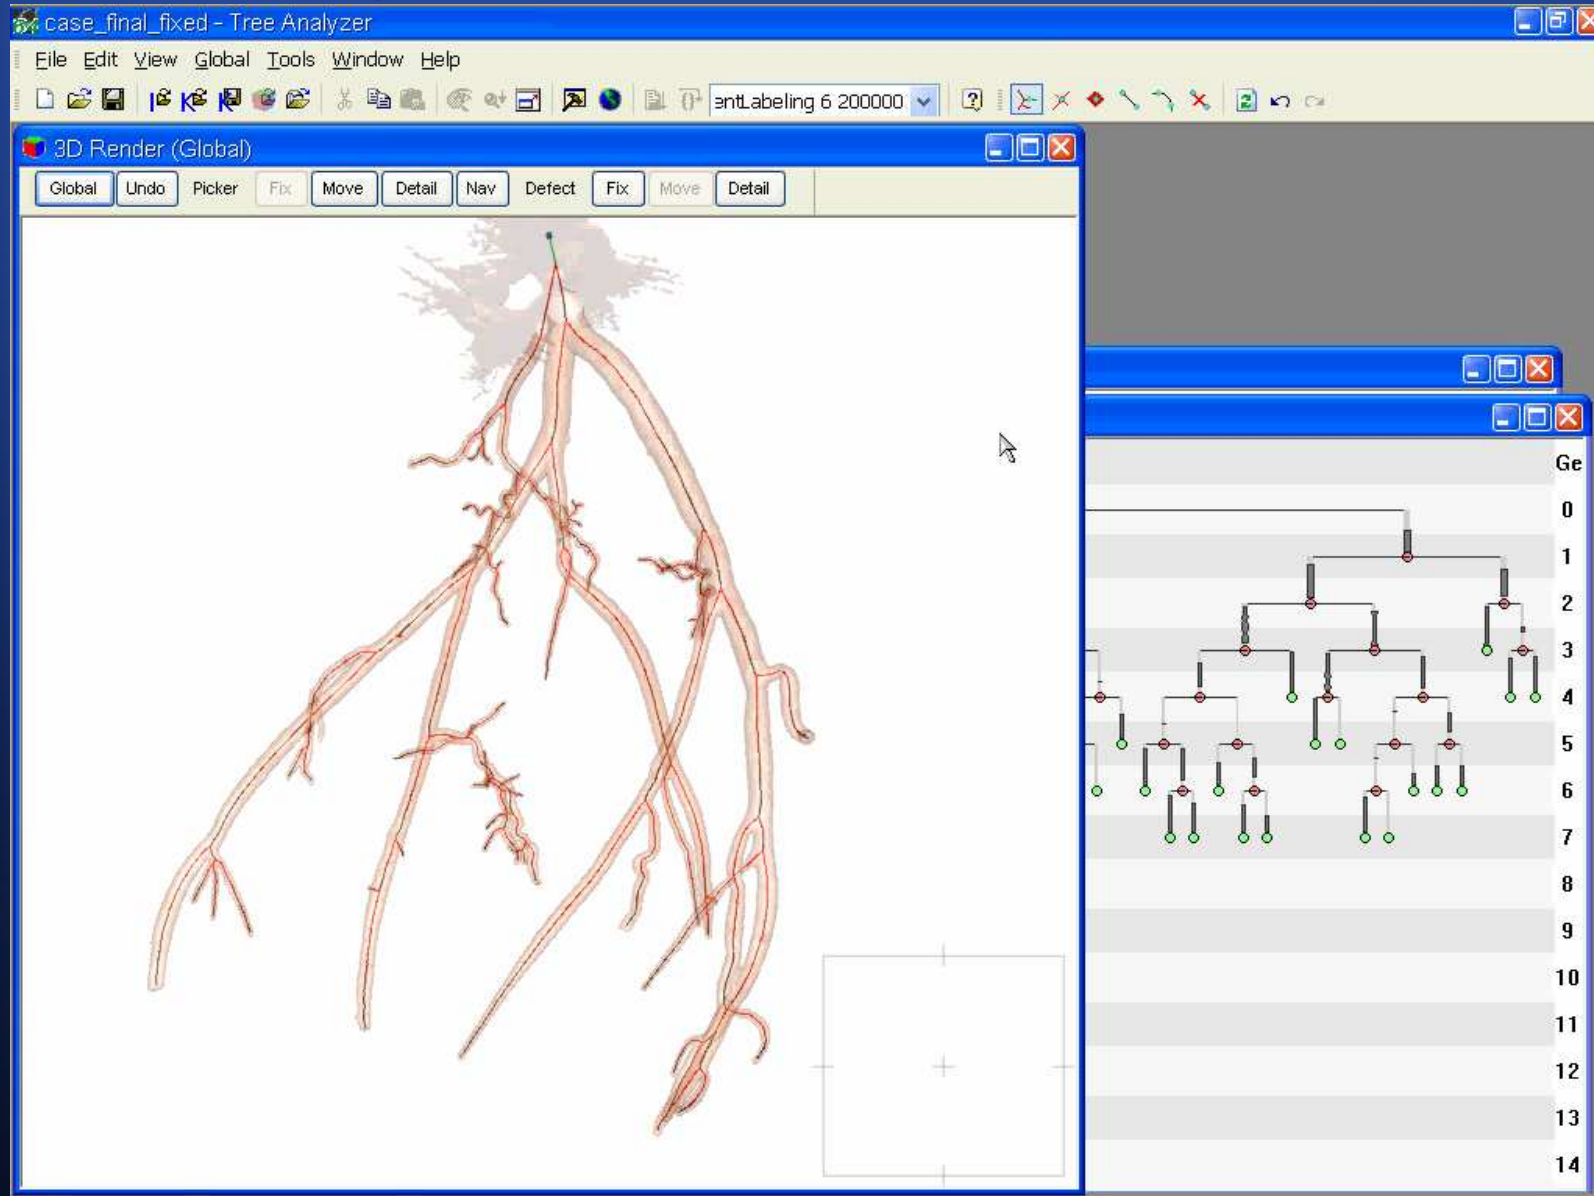 case_final_fixed - Tree Analyzer
File Edit View Global Tools Window Help
entLabeling 6 200000
3D Render (Global)
Global Undo Picker Fix Move Detail Nav Defect Fix Move Detail
Ge
0
1
2
3
4
5
6
7
8
9
10
11
12
13
14